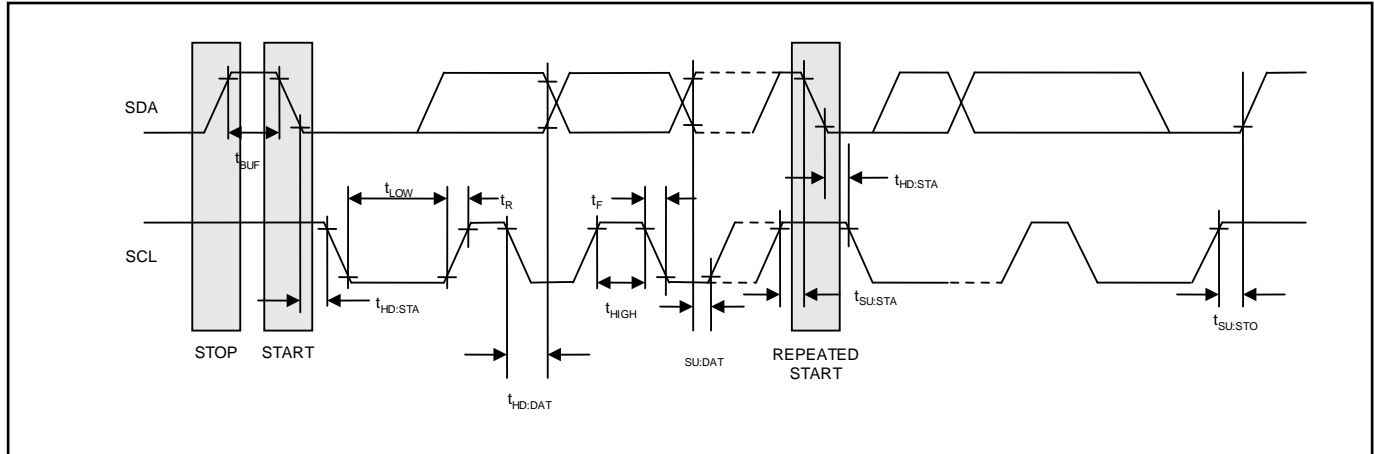 SDA
tBUF
tLOW
tR
tF
tHD:STA
SCL
tHD:STA
tHIGH
tSU:STA
tSU:STO
STOP
START
SU:DAT
REPEATED
START
tHD:DAT